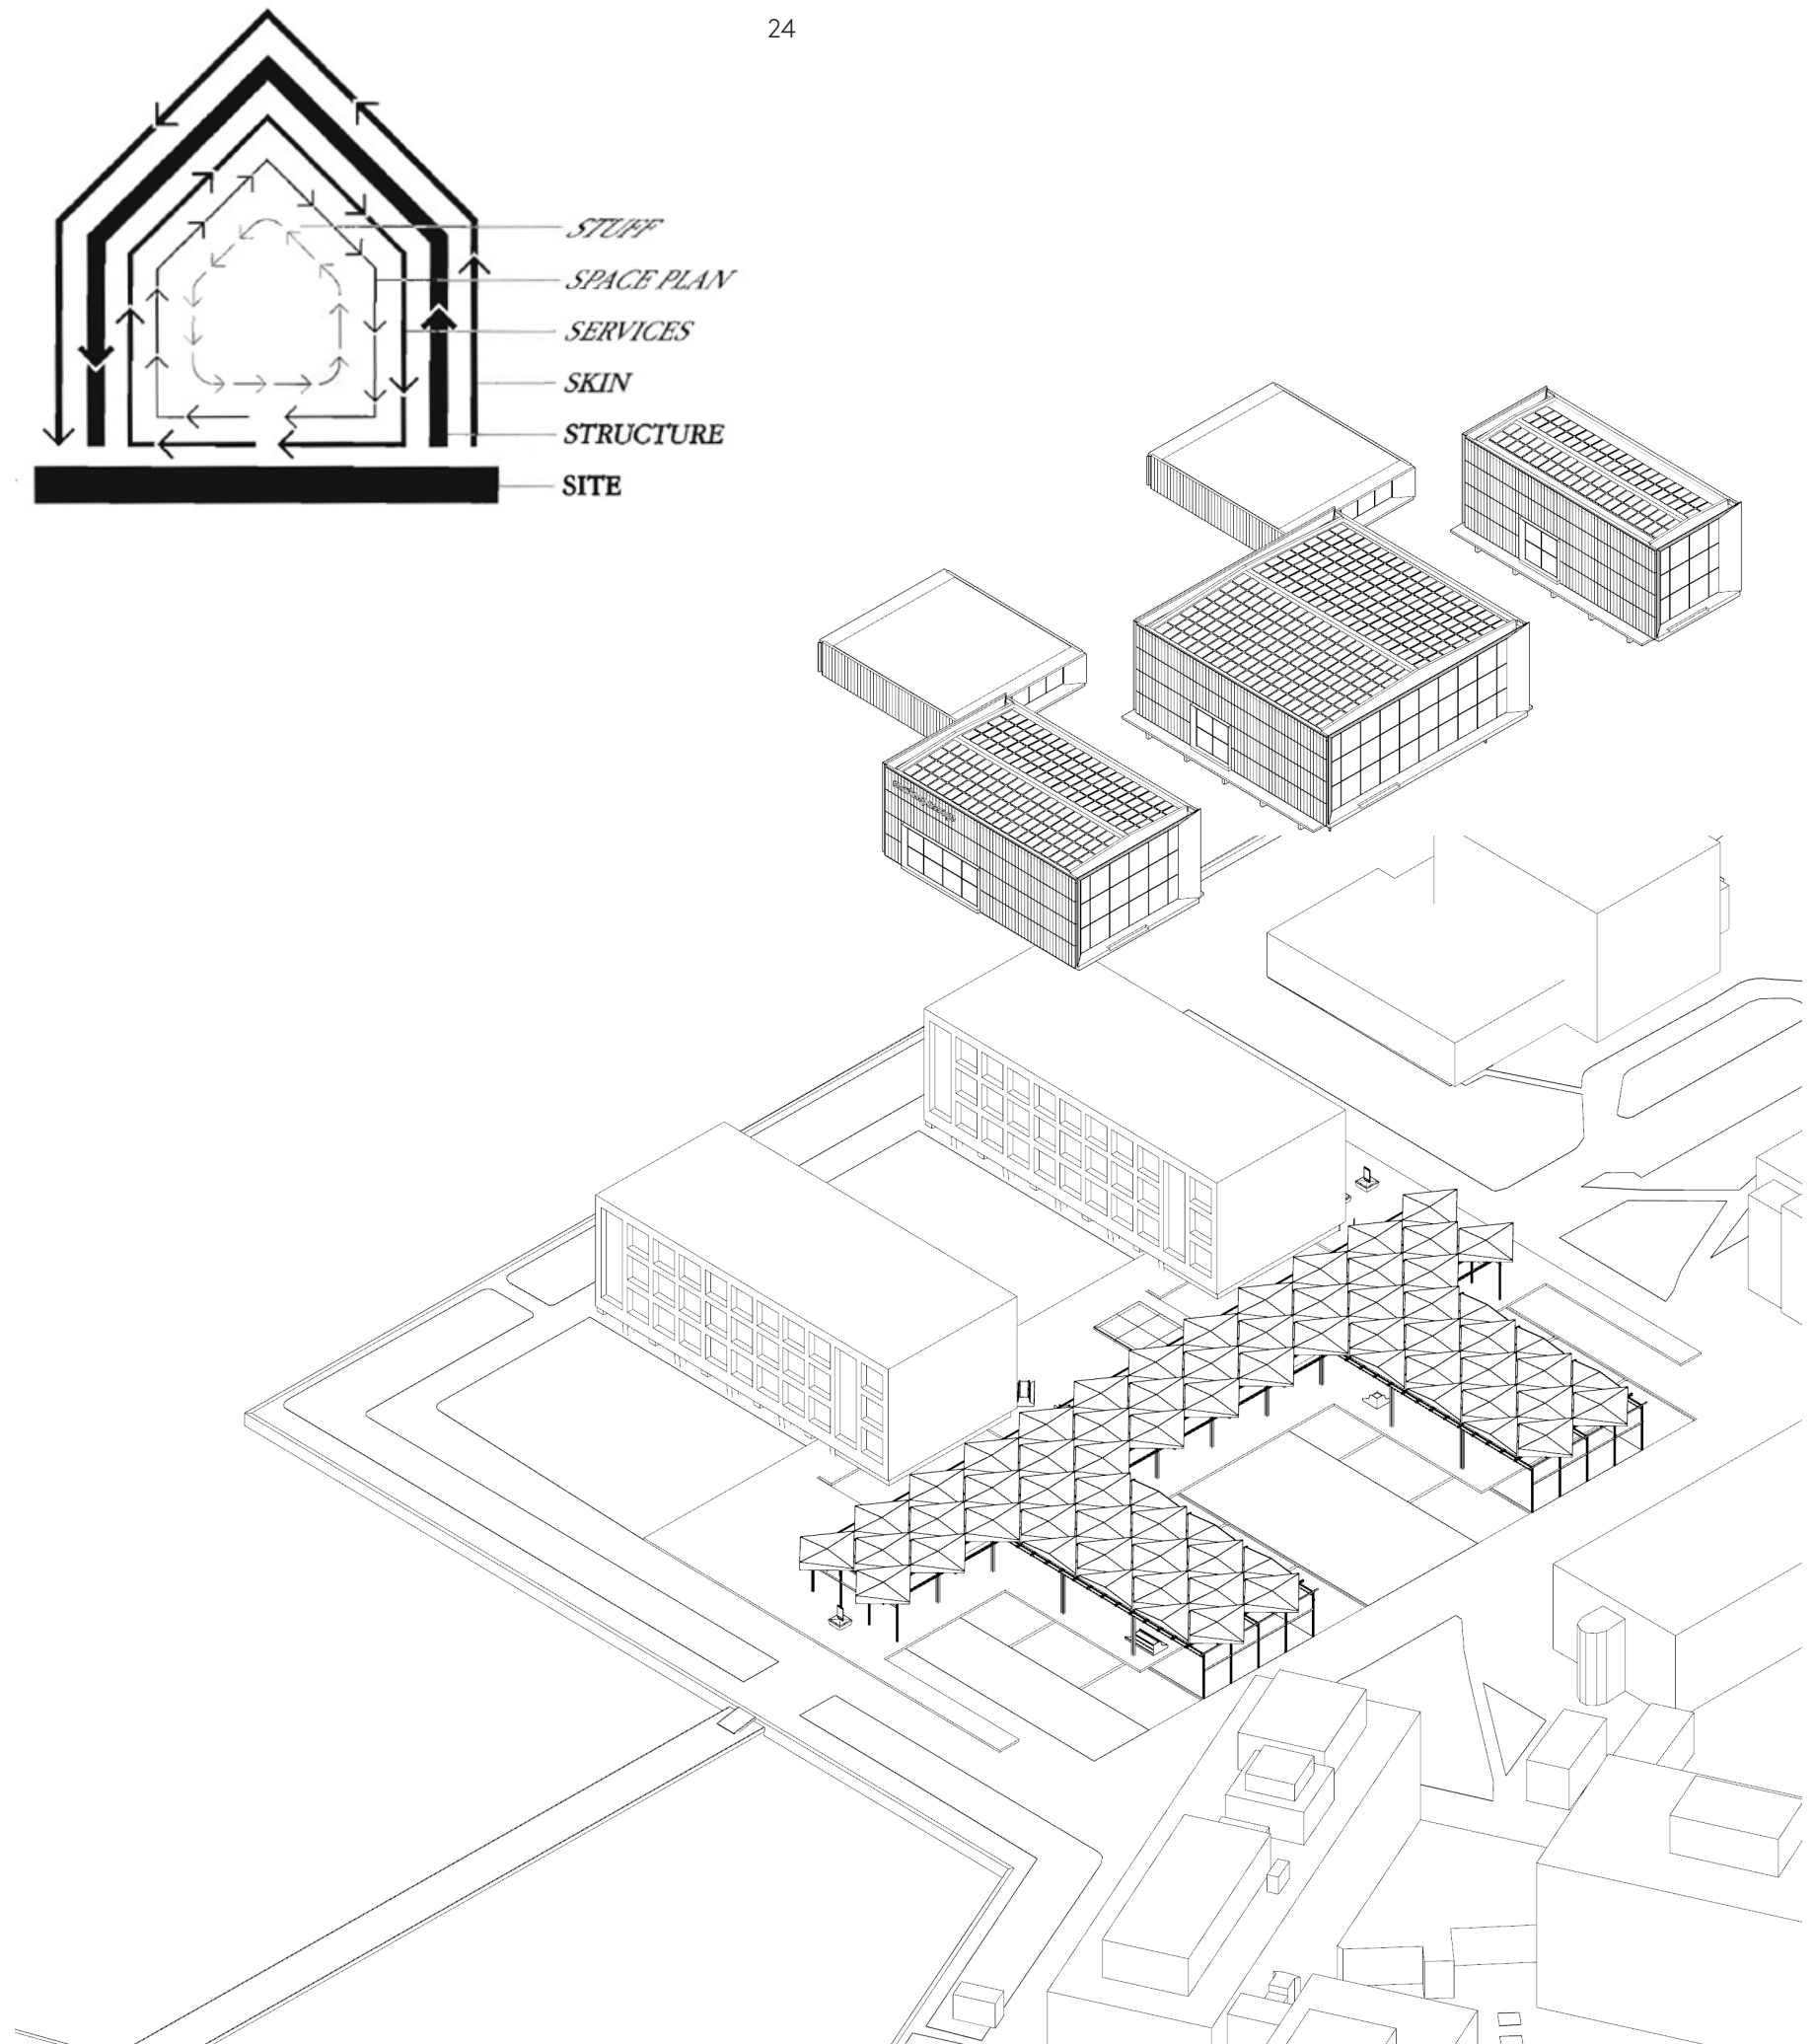 24
STUFF
SPACE PLAN
SERVICES
SKIN
STRUCTURE
SITE